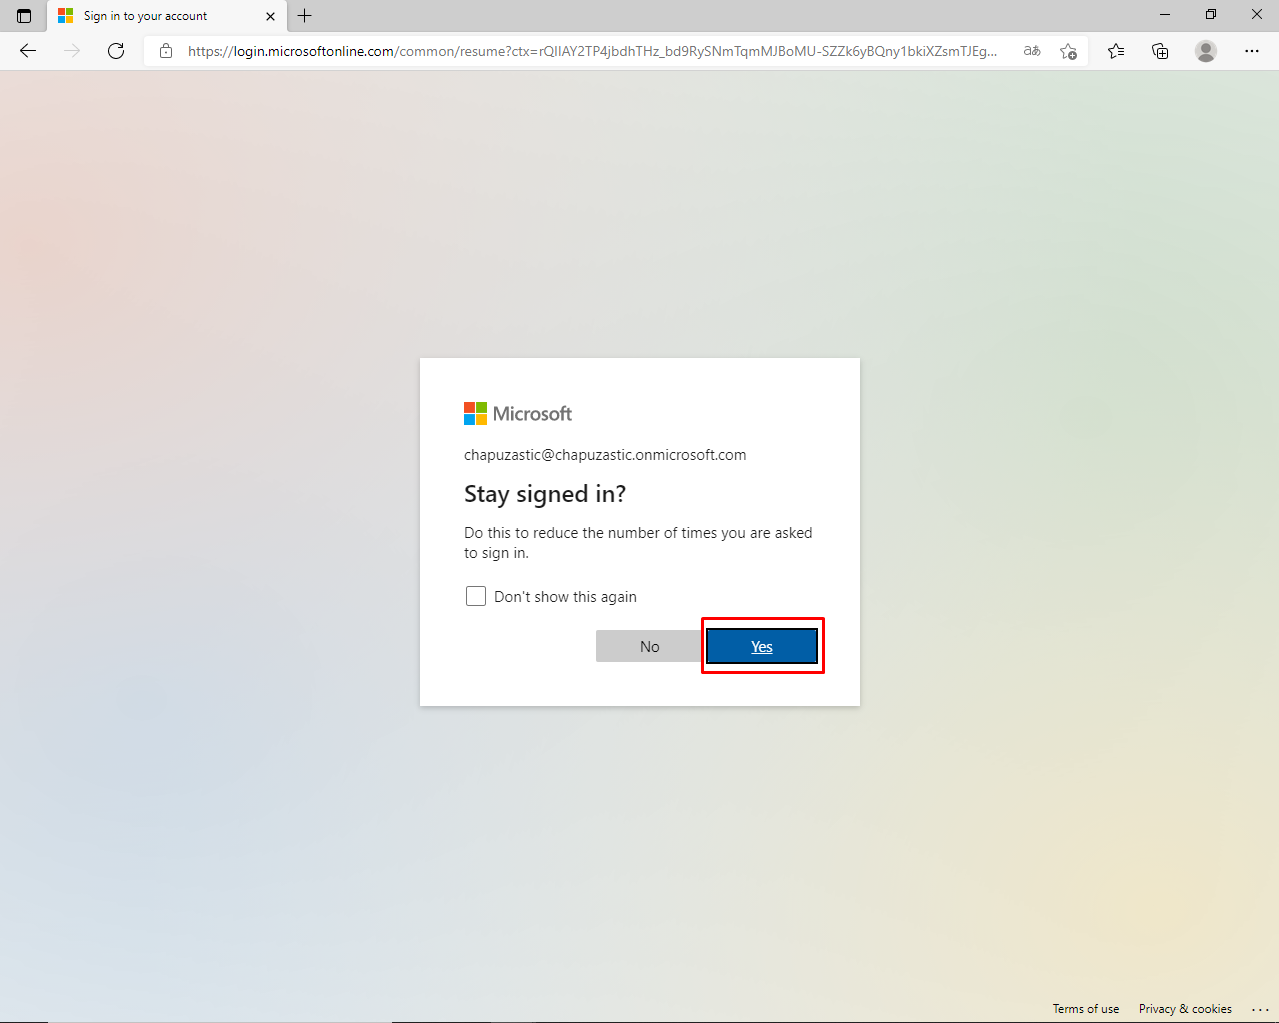 Sign in to your account
https://login.microsoftonline.com/common/resume?ctx=rQIIAY2TP4jbdhTHz_bd9RySNmTqmMJBoMU-SZZk6yBQny1bkiXZsmTJEg...
aあ
Microsoft
chapuzastic@chapuzastic.onmicrosoft.com
Stay signed in?
Do this to reduce the number of times you are asked
to sign in.
Don't show this again
No
Yes
Terms of use
Privacy & cookies
...